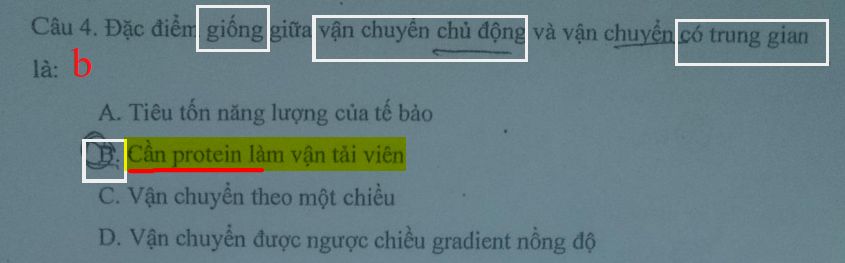 Câu 4. Đặc điểm giống giữa vận chuyển chủ động và vận chuyển có trung gian
là: b
A. Tiêu tốn năng lượng của tế bào
B. Cần protein làm vận tải viên
C. Vận chuyển theo một chiều
D. Vận chuyển được ngược chiều gradient nồng độ